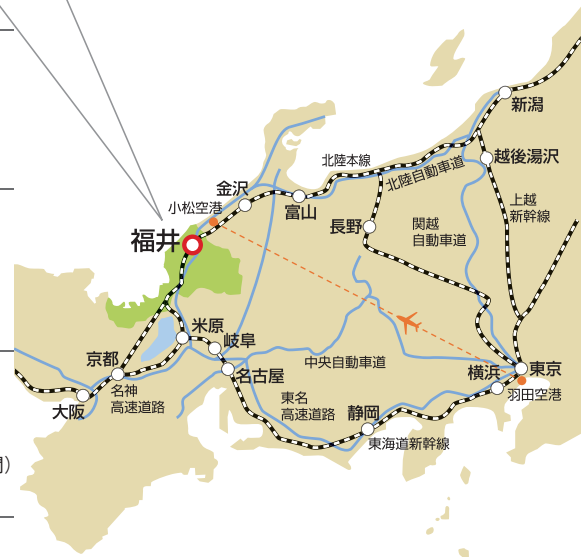 新潟
北陸本線
越後湯沢
北陸自動車道
金沢
小松空港
富山
上越
新幹線
長野
関越
自動車道
福井
米原
岐阜
京都
中央自動車道
名古屋
横浜
東京
名神
高速道路
東名
高速道路
羽田空港
大阪
静岡
東海道新幹線